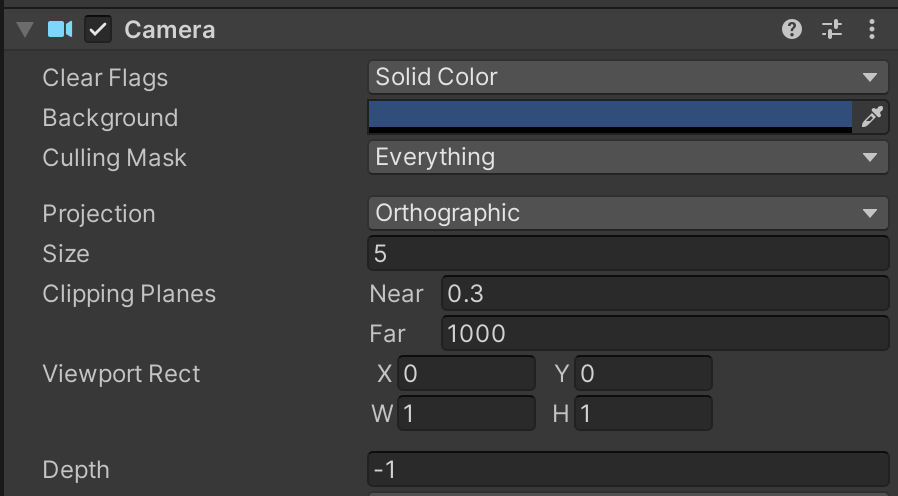 Camera
Clear Flags Solid Color
Background
Culling Mask Everything
Projection Orthographic
Size 5
Clipping Planes Near 0.3
Far 1000
Viewport Rect X 0 Y 0
W 1 H 1
Depth -1